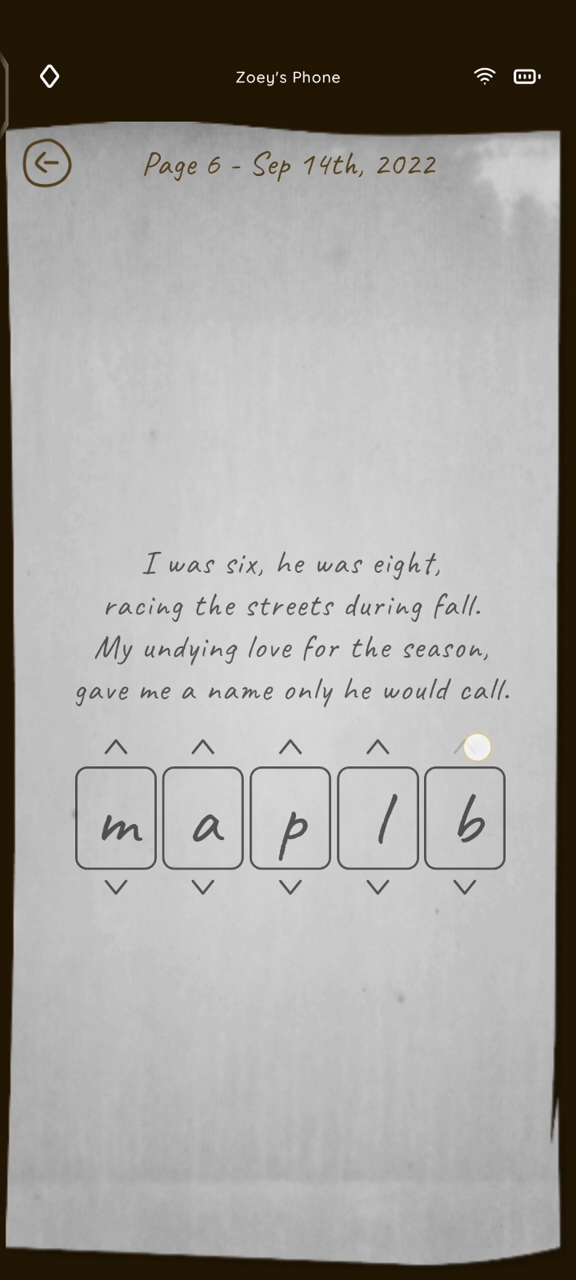 Zoey's Phone
Page 6 - Sep 14th, 2022
I was six, he was eight,
racing the streets during fall.
My undying love for the season,
gave me a name only he would call.
m a p l b